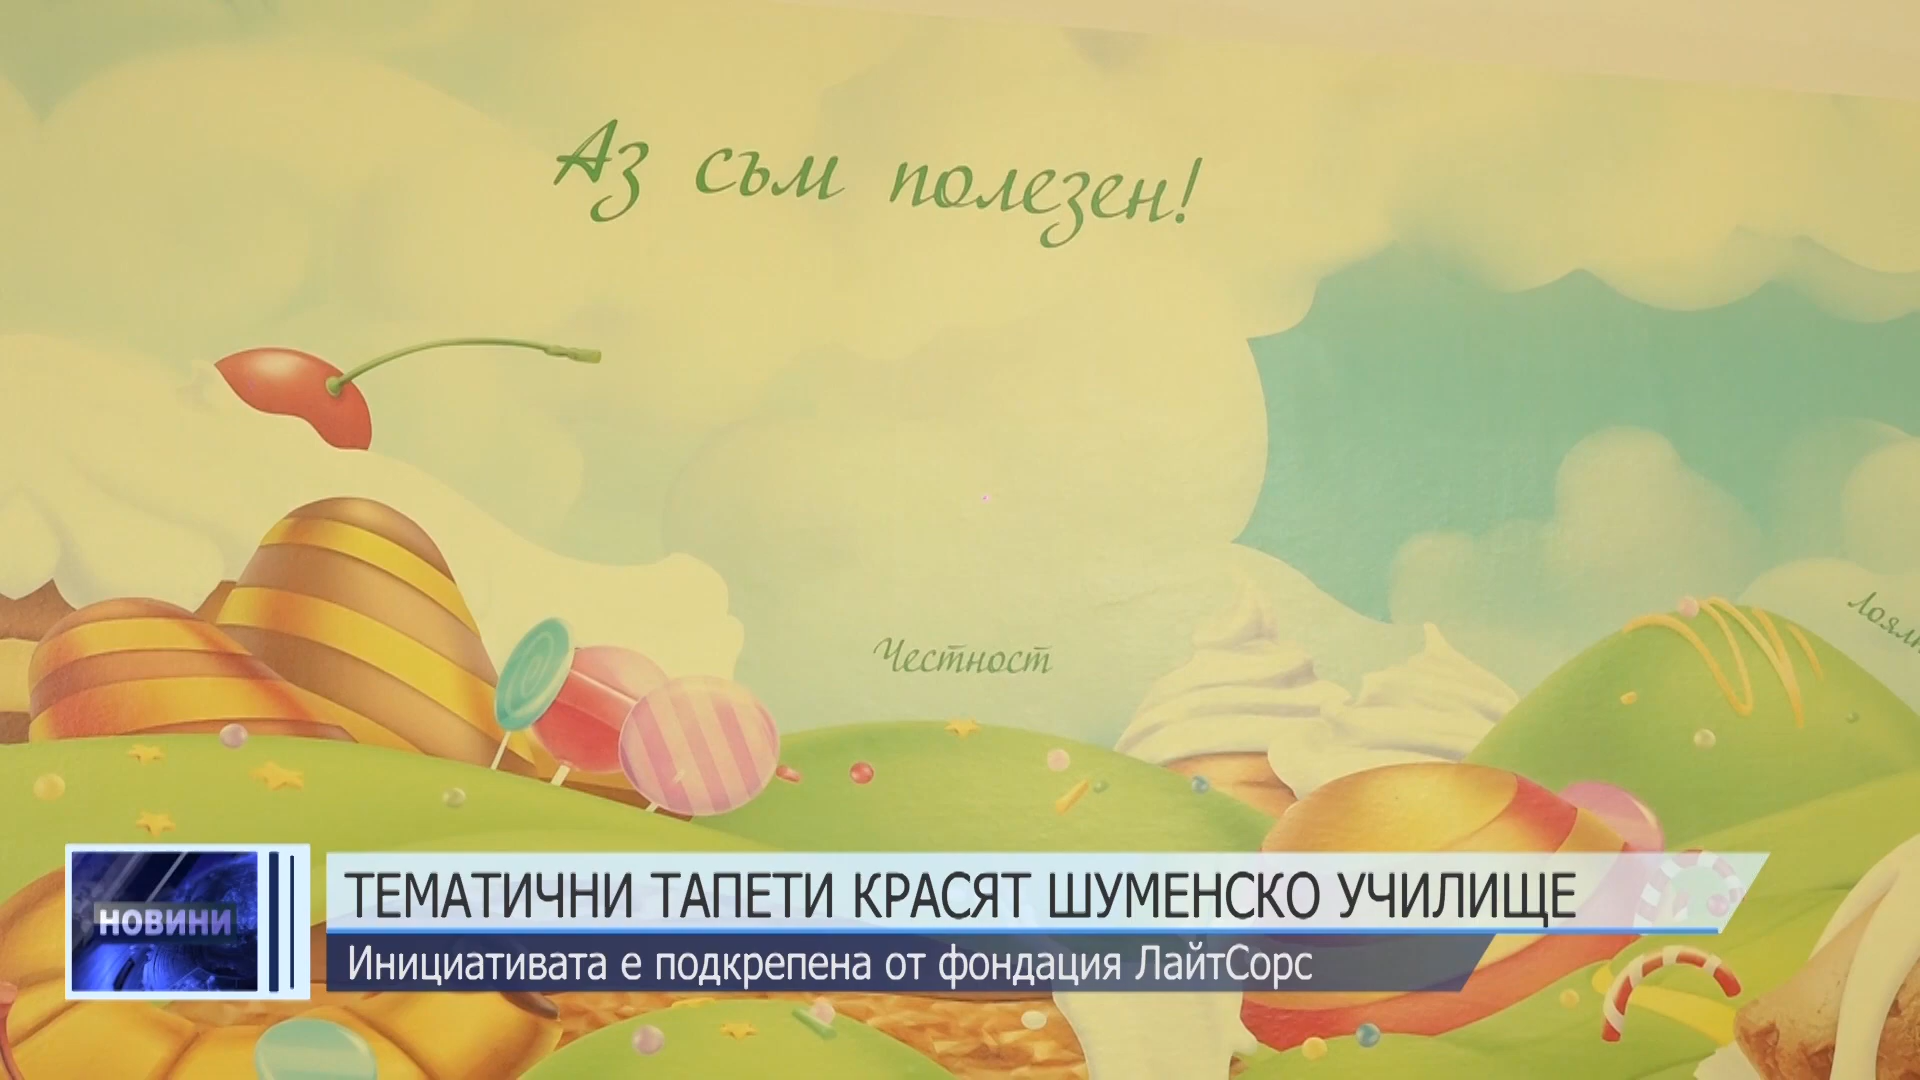 Аз съм полезен!
Честност
НОВИНИ
ТЕМАТИЧНИ ТАПЕТИ КРАСЯТ ШУМЕНСКО УЧИЛИЩЕ
Инициативата е подкрепена от фондация ЛайтСорс